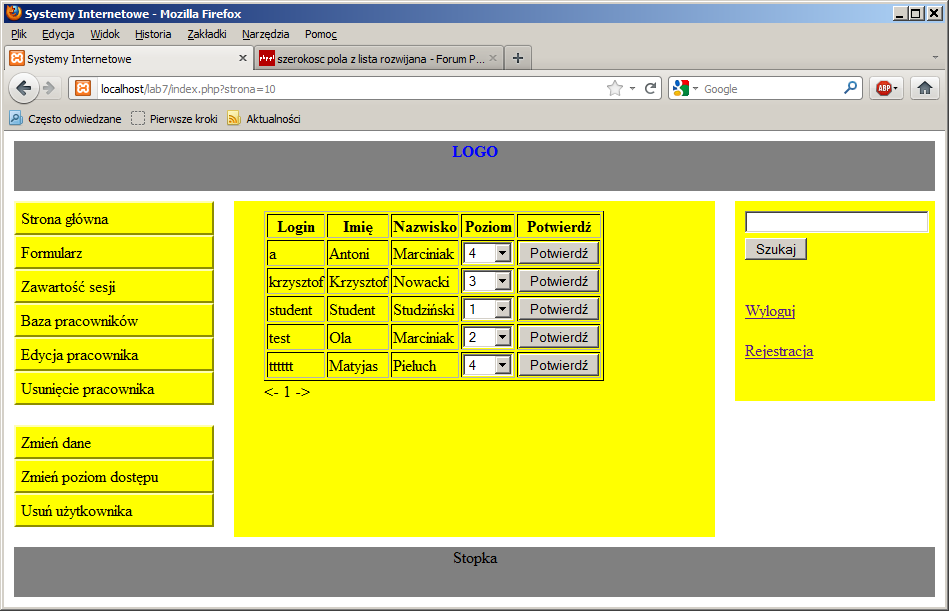 Systemy Internetowe - Mozilla Firefox
Plik Edycja Widok Historia Zakładki Narzędzia Pomoc
Systemy Internetowe szerokosc pola z lista rozwijana - Forum P...
localhost/lab7/index.php?strona=10 Google ABP
Często odwiedzane Pierwsze kroki Aktualności
LOGO
Strona główna
Formularz
Zawartość sesji
Baza pracowników
Edycja pracownika
Usunięcie pracownika
Zmień dane
Zmień poziom dostępu
Usuń użytkownika
Login Imię Nazwisko Poziom Potwierdź
a Antoni Marciniak 4 Potwierdź
krzysztof Krzysztof Nowacki 3 Potwierdź
student Student Studziński 1 Potwierdź
test Ola Marciniak 2 Potwierdź
tttttt Matyjas Pieluch 4 Potwierdź
<- 1 ->
Szukaj
Wyloguj
Rejestracja
Stopka